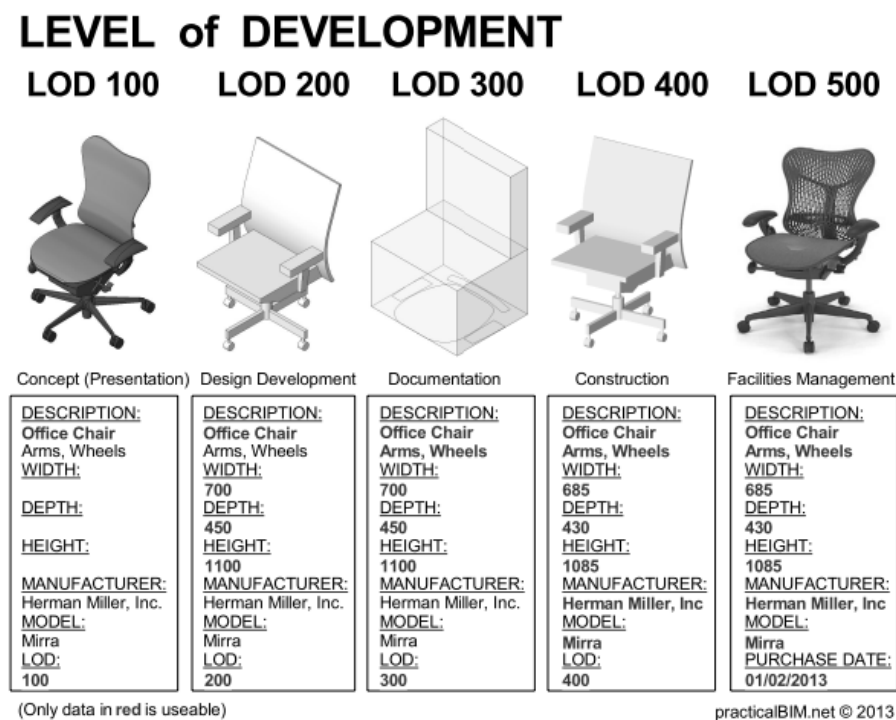 LEVEL of DEVELOPMENT
LOD 100 LOD 200 LOD 300 LOD 400 LOD 500
Concept (Presentation) Design Development Documentation Construction Facilities Management
DESCRIPTION:
Office Chair
Arms, Wheels
WIDTH:
DEPTH:
HEIGHT:
MANUFACTURER:
Herman Miller, Inc.
MODEL:
Mirra
LOD:
100
DESCRIPTION:
Office Chair
Arms, Wheels
WIDTH:
700
DEPTH:
450
HEIGHT:
1100
MANUFACTURER:
Herman Miller, Inc.
MODEL:
Mirra
LOD:
200
DESCRIPTION:
Office Chair
Arms, Wheels
WIDTH:
700
DEPTH:
450
HEIGHT:
1100
MANUFACTURER:
Herman Miller, Inc.
MODEL:
Mirra
LOD:
300
DESCRIPTION:
Office Chair
Arms, Wheels
WIDTH:
685
DEPTH:
430
HEIGHT:
1085
MANUFACTURER:
Herman Miller, Inc
MODEL:
Mirra
LOD:
400
DESCRIPTION:
Office Chair
Arms, Wheels
WIDTH:
685
DEPTH:
430
HEIGHT:
1085
MANUFACTURER:
Herman Miller, Inc
MODEL:
Mirra
PURCHASE DATE:
01/02/2013
(Only data in red is useable)
practicalBIM.net © 2013